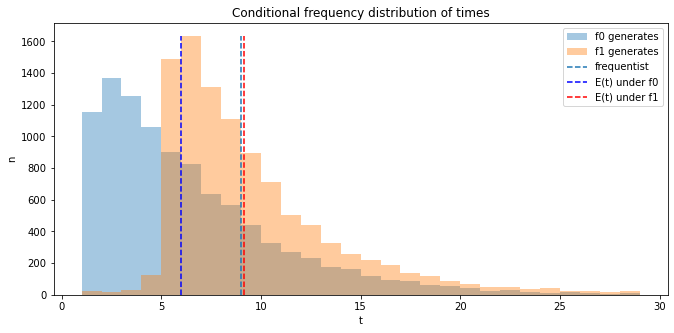 Conditional frequency distribution of times
f0 generates
f1 generates
frequentist
E(t) under f0
E(t) under f1
n
1600
1400
1200
1000
800
600
400
200
0
0 5 10 15 20 25 30
t